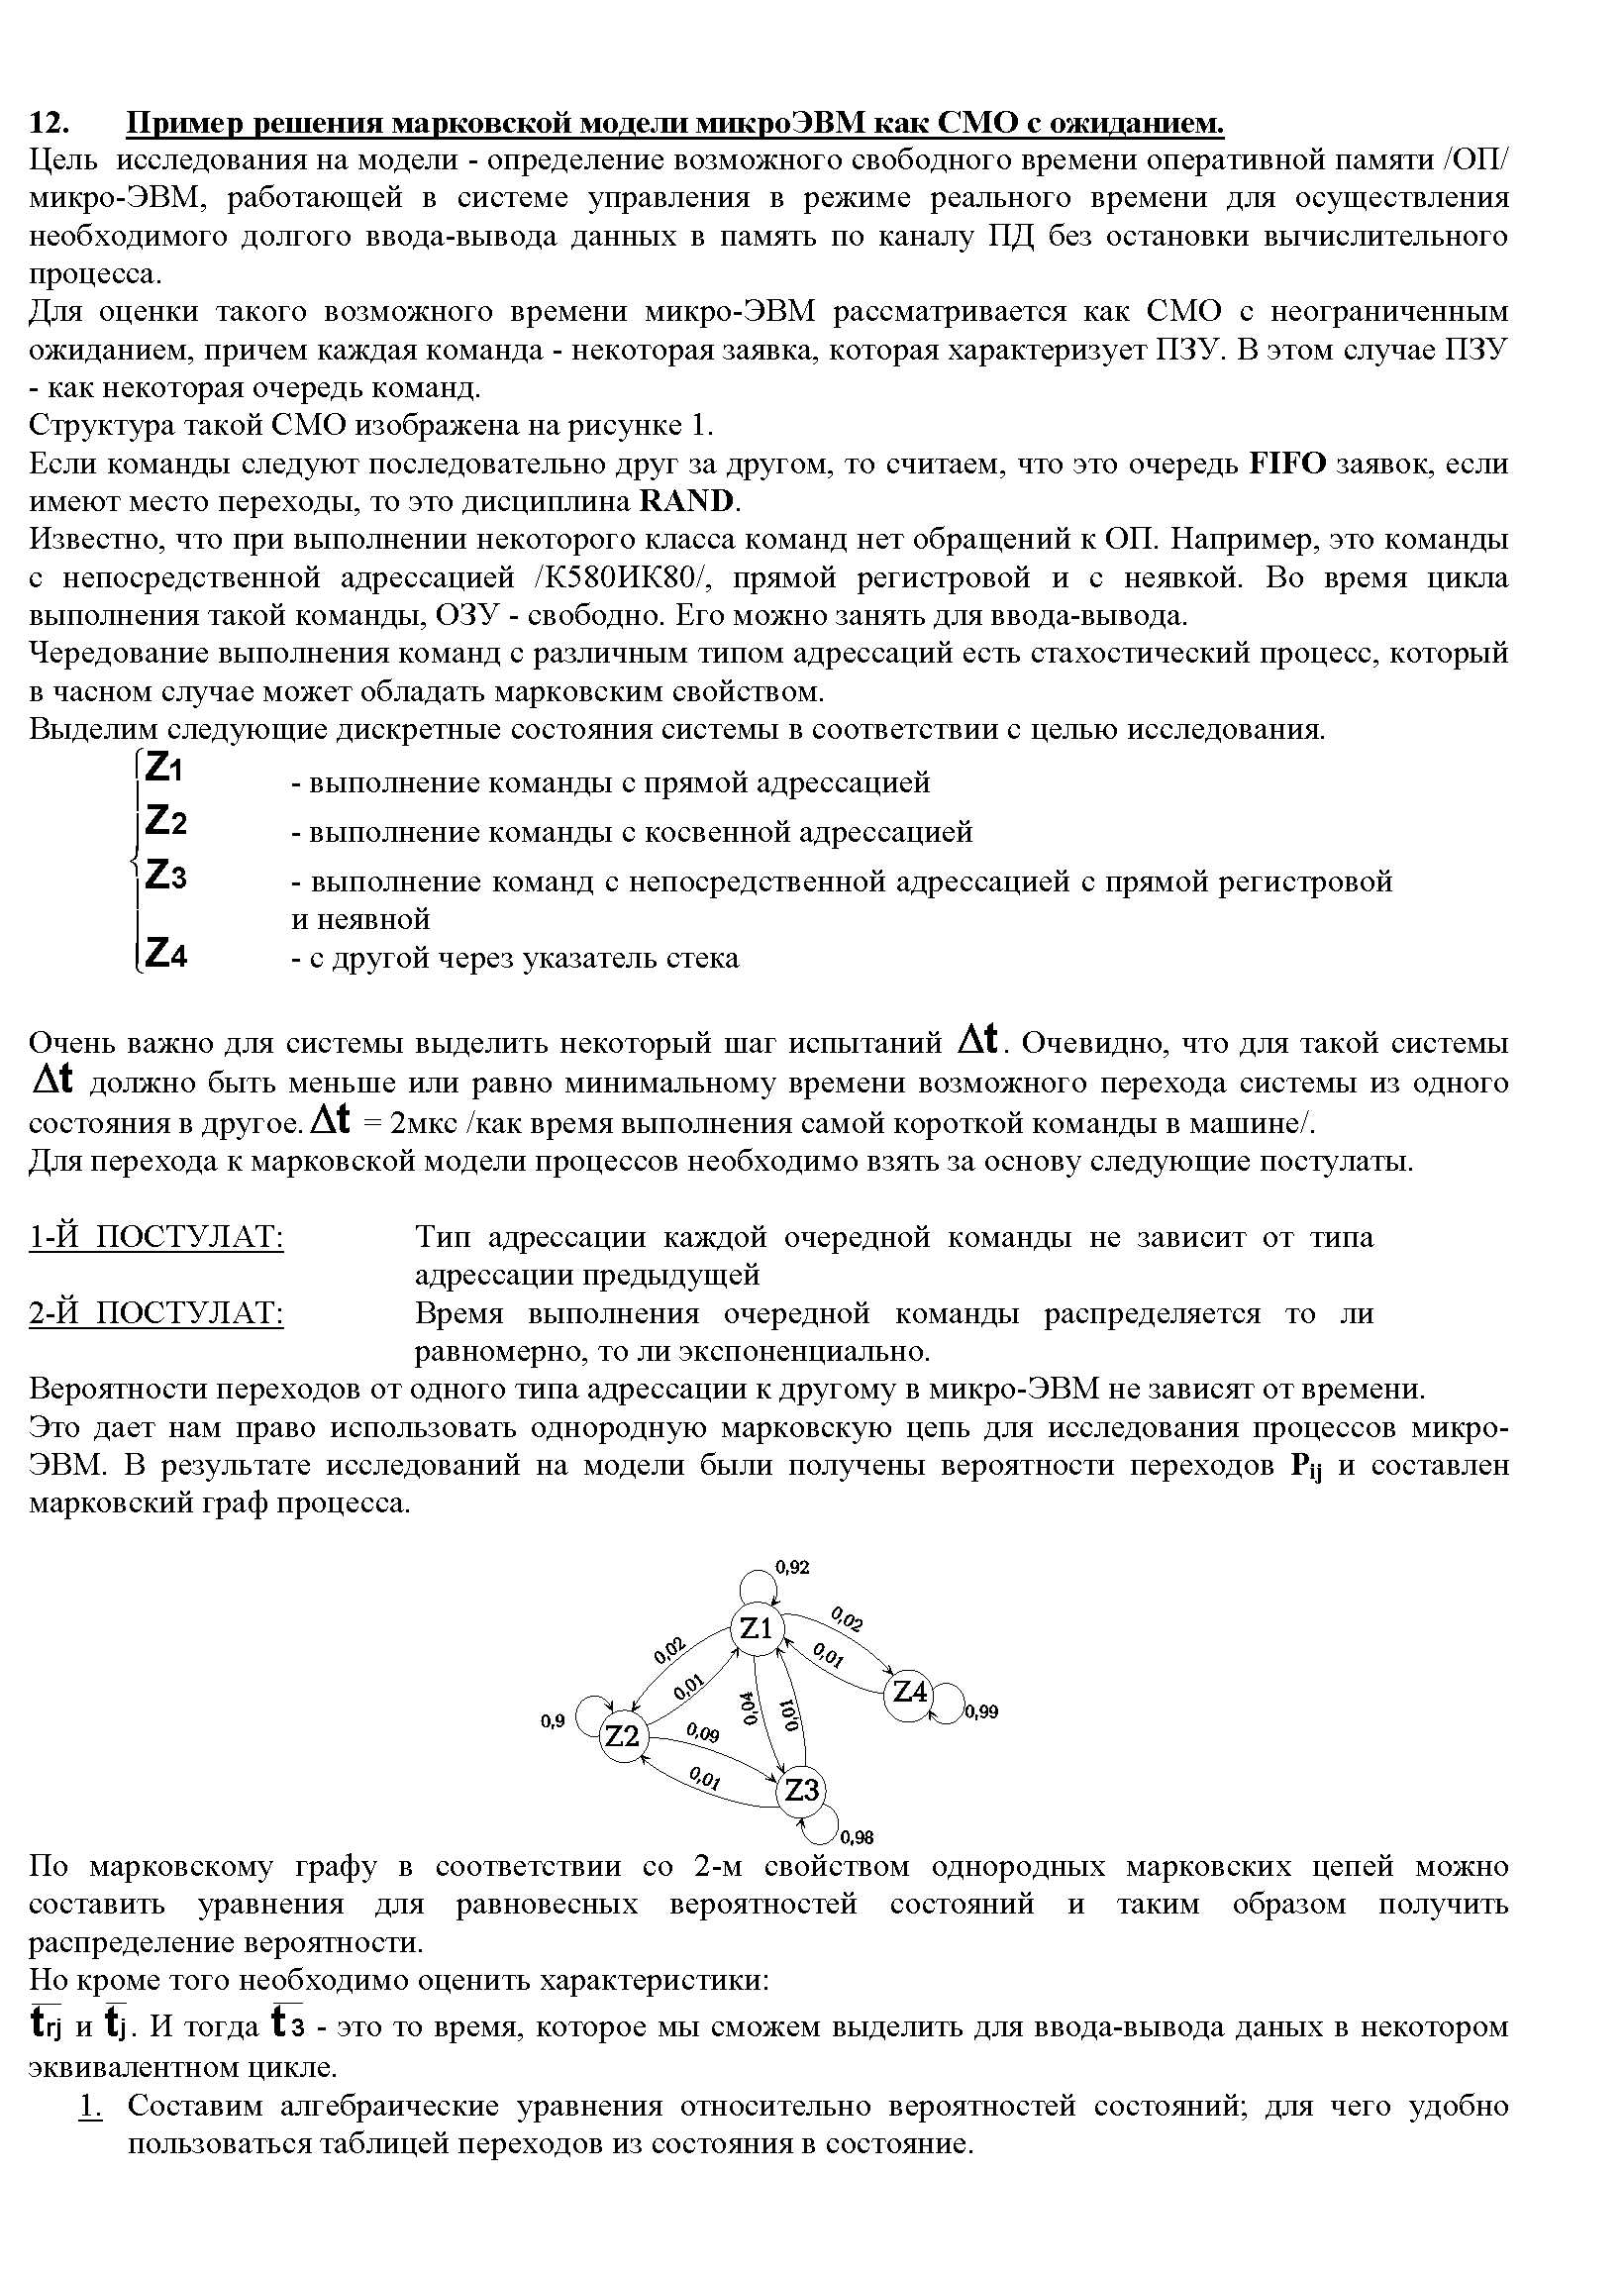 12. Пример решения марковской модели микроЭВМ как СМО с ожиданием.
Цель исследования на модели - определение возможного свободного времени оперативной памяти /ОП/
микро-ЭВМ, работающей в системе управления в режиме реального времени для осуществления
необходимого долгого ввода-вывода данных в память по каналу ПД без остановки вычислительного
процесса.
Для оценки такого возможного времени микро-ЭВМ рассматривается как СМО с неограниченным
ожиданием, причем каждая команда - некоторая заявка, которая характеризует ПЗУ. В этом случае ПЗУ
- как некоторая очередь команд.
Структура такой СМО изображена на рисунке 1.
Если команды следуют последовательно друг за другом, то считаем, что это очередь FIFO заявок, если
имеют место переходы, то это дисциплина RAND.
Известно, что при выполнении некоторого класса команд нет обращений к ОП. Например, это команды
с непосредственной адрессацией /К580ИК80/, прямой регистровой и с неявкой. Во время цикла
выполнения такой команды, ОЗУ - свободно. Его можно занять для ввода-вывода.
Чередование выполнения команд с различным типом адрессаций есть стахостический процесс, который
в часном случае может обладать марковским свойством.
Выделим следующие дискретные состояния системы в соответствии с целью исследования.
Z1 - выполнение команды с прямой адрессацией
Z2 - выполнение команды с косвенной адрессацией
Z3 - выполнение команд с непосредственной адрессацией с прямой регистровой
и неявной
Z4 - с другой через указатель стека
Очень важно для системы выделить некоторый шаг испытаний Δt. Очевидно, что для такой системы
Δt должно быть меньше или равно минимальному времени возможного перехода системы из одного
состояния в другое. Δt = 2мкс /как время выполнения самой короткой команды в машине/.
Для перехода к марковской модели процессов необходимо взять за основу следующие постулаты.
1-Й ПОСТУЛАТ: Тип адрессации каждой очередной команды не зависит от типа
адрессации предыдущей
2-Й ПОСТУЛАТ: Время выполнения очередной команды распределяется то ли
равномерно, то ли экспоненциально.
Вероятности переходов от одного типа адрессации к другому в микро-ЭВМ не зависят от времени.
Это дает нам право использовать однородную марковскую цепь для исследования процессов микро-
ЭВМ. В результате исследований на модели были получены вероятности переходов Pij и составлен
марковский граф процесса.
0,92
Z1
0,02
0,02
0,01
0,01
Z4
0,99
0,04
0,01
0,9
Z2
0,09
0,01
Z3
0,98
По марковскому графу в соответствии со 2-м свойством однородных марковских цепей можно
составить уравнения для равновесных вероятностей состояний и таким образом получить
распределение вероятности.
Но кроме того необходимо оценить характеристики:
trj и tj. И тогда t3 - это то время, которое мы сможем выделить для ввода-вывода даных в некотором
эквивалентном цикле.
1. Составим алгебраические уравнения относительно вероятностей состояний; для чего удобно
пользоваться таблицей переходов из состояния в состояние.